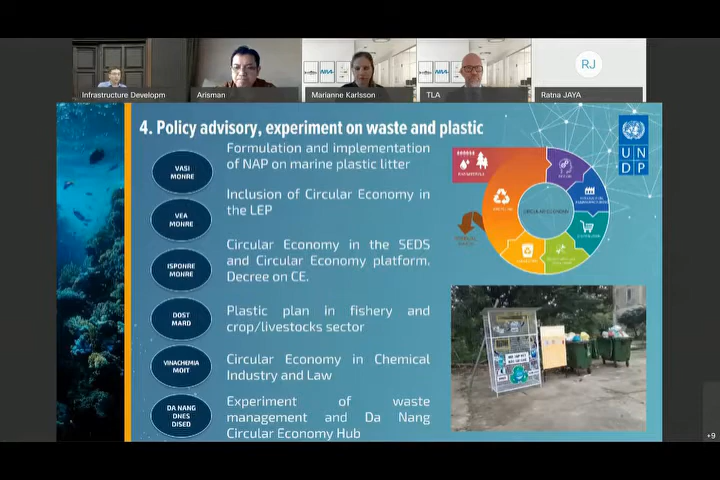 RJ
Infrastructure Developm
Arisman
Marianne Karlsson
TLA
Ratna JAYA
4. Policy advisory, experiment on waste and plastic
VASI
MONRE
Formulation and implementation
of NAP on marine plastic litter
VEA
MONRE
Inclusion of Circular Economy in
the LEP
ISPONRE
MONRE
Circular Economy in the SEDS
and Circular Economy platform.
Decree on CE.
DOST
MARD
Plastic plan in fishery and
crop/livestocks sector
VINACHEMIA
MOIT
Circular Economy in Chemical
Industry and Law
DA NANG
DNES
DISED
Experiment of waste
management and Da Nang
Circular Economy Hub
U N
D P
CIRCULAR ECONOMY
+9